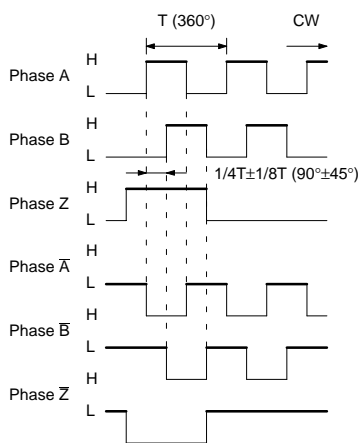 T (360°)
CW
H
Phase A
L
H
Phase B
L
1/4T±1/8T (90°±45°)
H
Phase Z
L
H
Phase A̅
L
H
Phase B̅
L
H
Phase Z̅
L